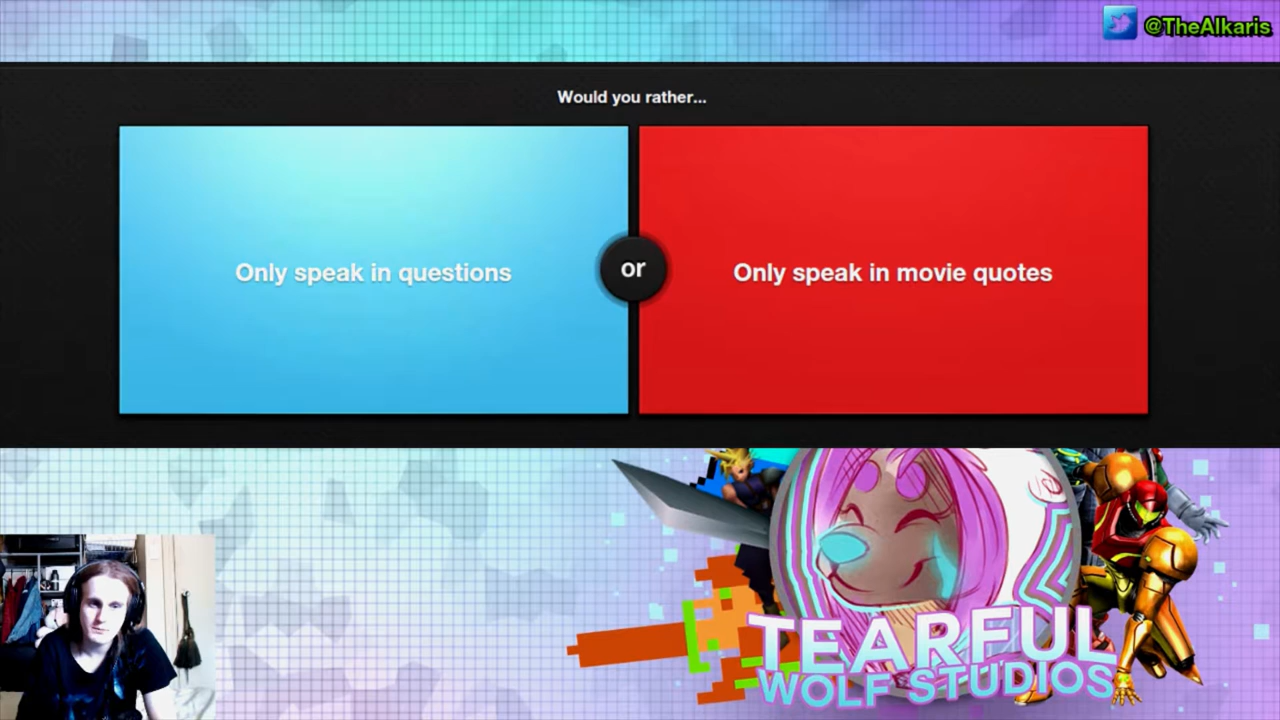 @TheAlkaris
Would you rather...
Only speak in questions
or
Only speak in movie quotes
TEARFUL
WOLF STUDIOS